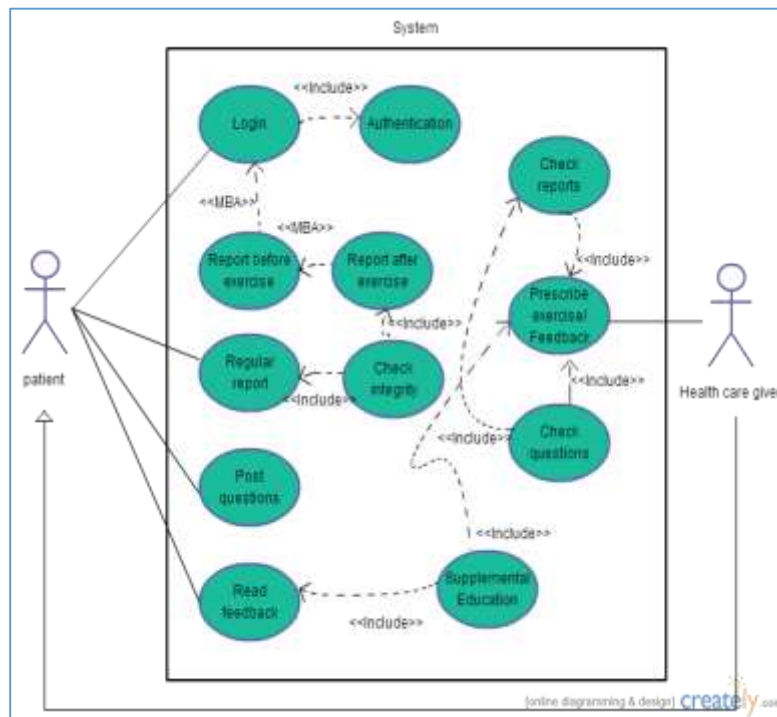 System
<<Include>>
Login
Authentication
Check
reports
<<MBA>>
<<MBA>>
<<Include>>
Report before
exercise
Report after
exercise
Prescribe
exercise/
Feedback
<<Include>>
patient
Regular
report
Check
integrity
<<Include>>
<<Include>>
Health care give
<<Include>>
Check
questions
Post
questions
<<Include>>
Supplemental
Education
Read
feedback
<<Include>>
[online diagramming & design] creately.com